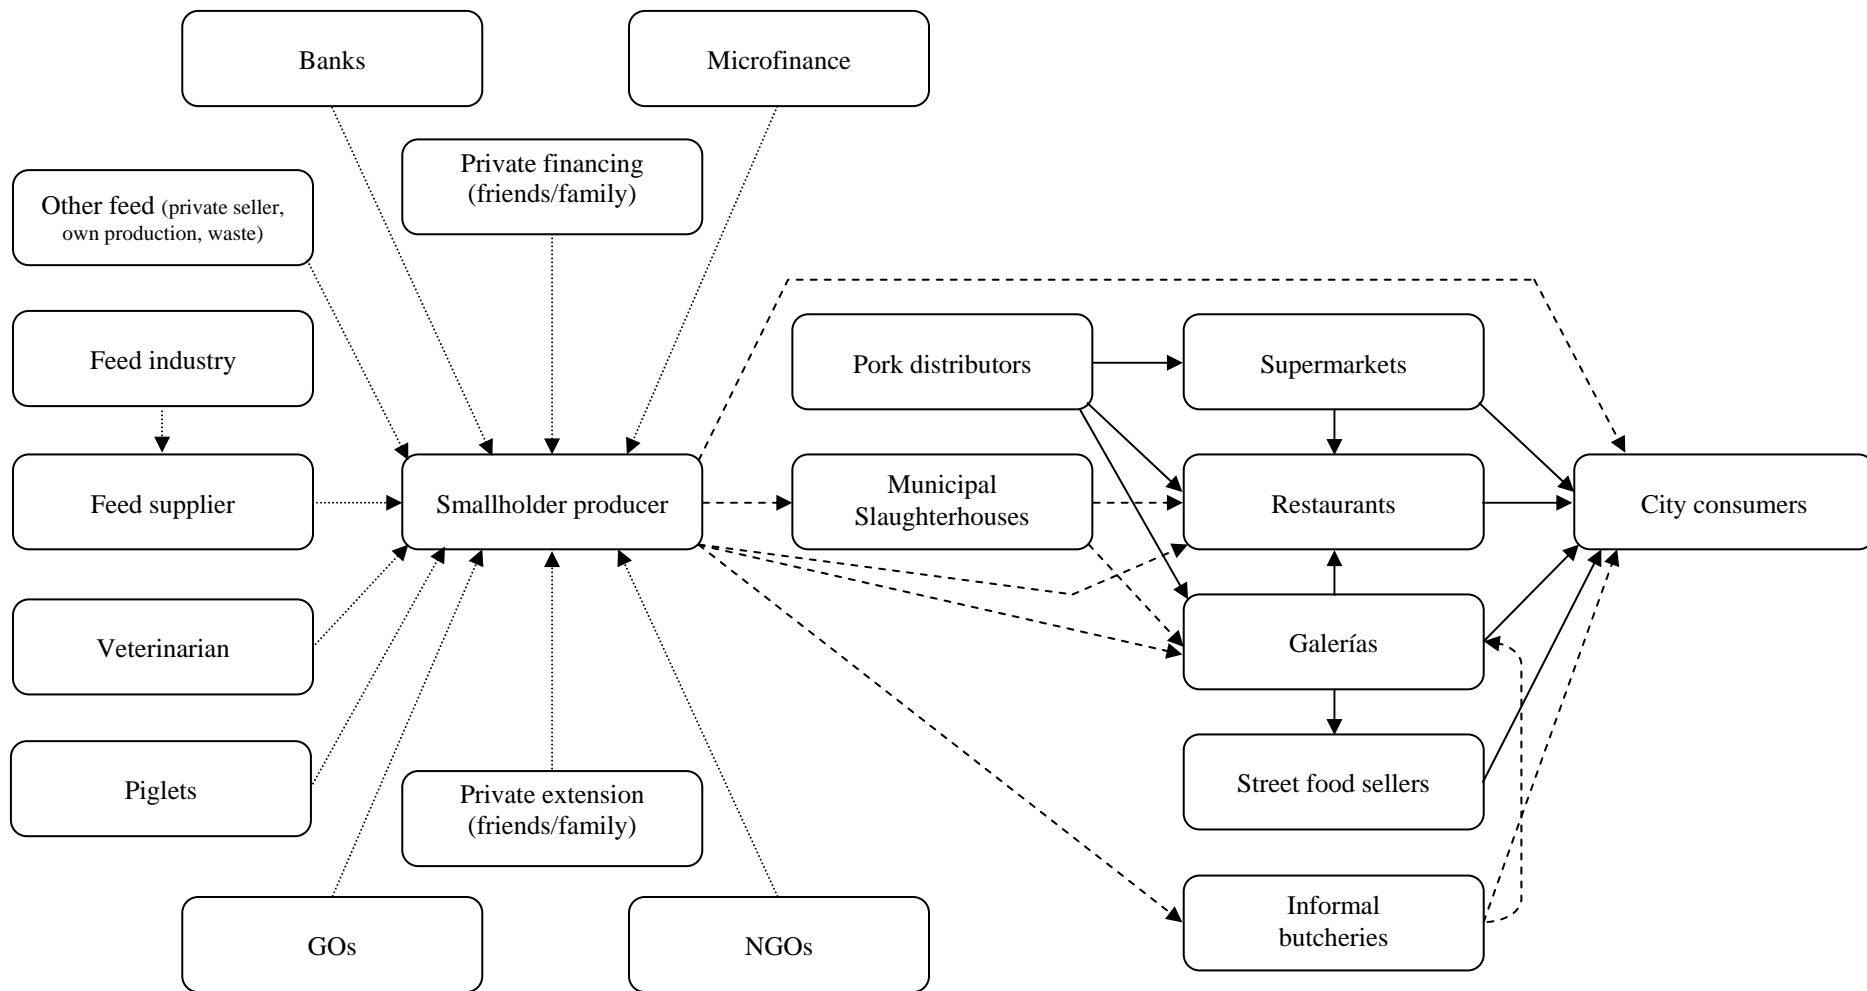 Banks
Microfinance
Private financing
(friends/family)
Other feed (private seller,
own production, waste)
Feed industry
Pork distributors
Supermarkets
Feed supplier
Smallholder producer
Municipal
Slaughterhouses
Restaurants
City consumers
Veterinarian
Galerías
Piglets
Private extension
(friends/family)
Street food sellers
GOs
NGOs
Informal
butcheries